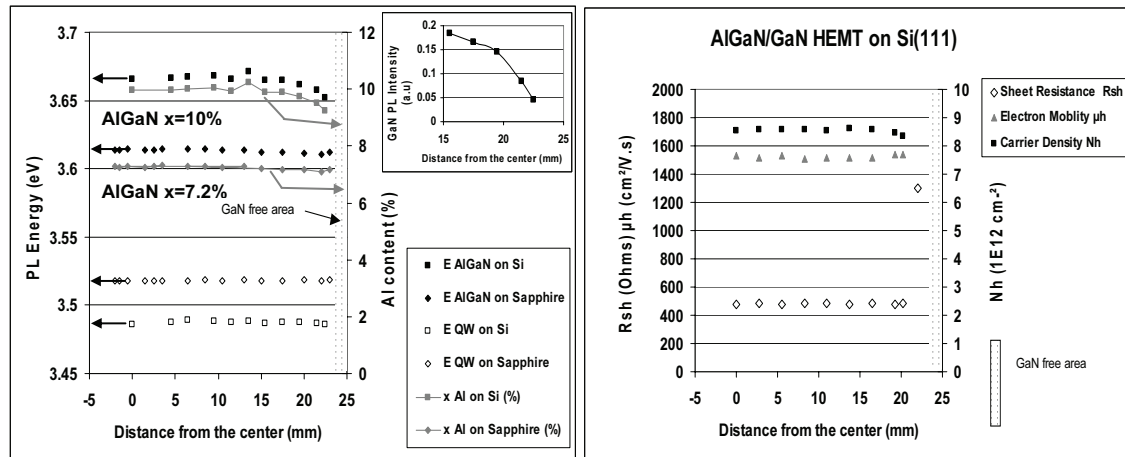 3.7
3.65
3.6
3.55
3.5
3.45
PL Energy (eV)
12
10
8
6
4
2
0
Al content (%)
-5 0 5 10 15 20 25
Distance from the center (mm)
AlGaN x=10%
AlGaN x=7.2%
GaN free area
0.2
0.15
0.1
0.05
0
GaN PL Intensity
(a.u)
15 20 25
Distance from the center (mm)
E AlGaN on Si
E AlGaN on Sapphire
E QW on Si
E QW on Sapphire
x Al on Si (%)
x Al on Sapphire (%)
AlGaN/GaN HEMT on Si(111)
2000
1800
1600
1400
1200
1000
800
600
400
200
0
Rsh (Ohms) µh (cm²/V.s)
10
9
8
7
6
5
4
3
2
1
0
Nh (1E12 cm-²)
-5 0 5 10 15 20 25
Distance from the center (mm)
Sheet Resistance Rsh
Electron Moblity µh
Carrier Density Nh
GaN free area